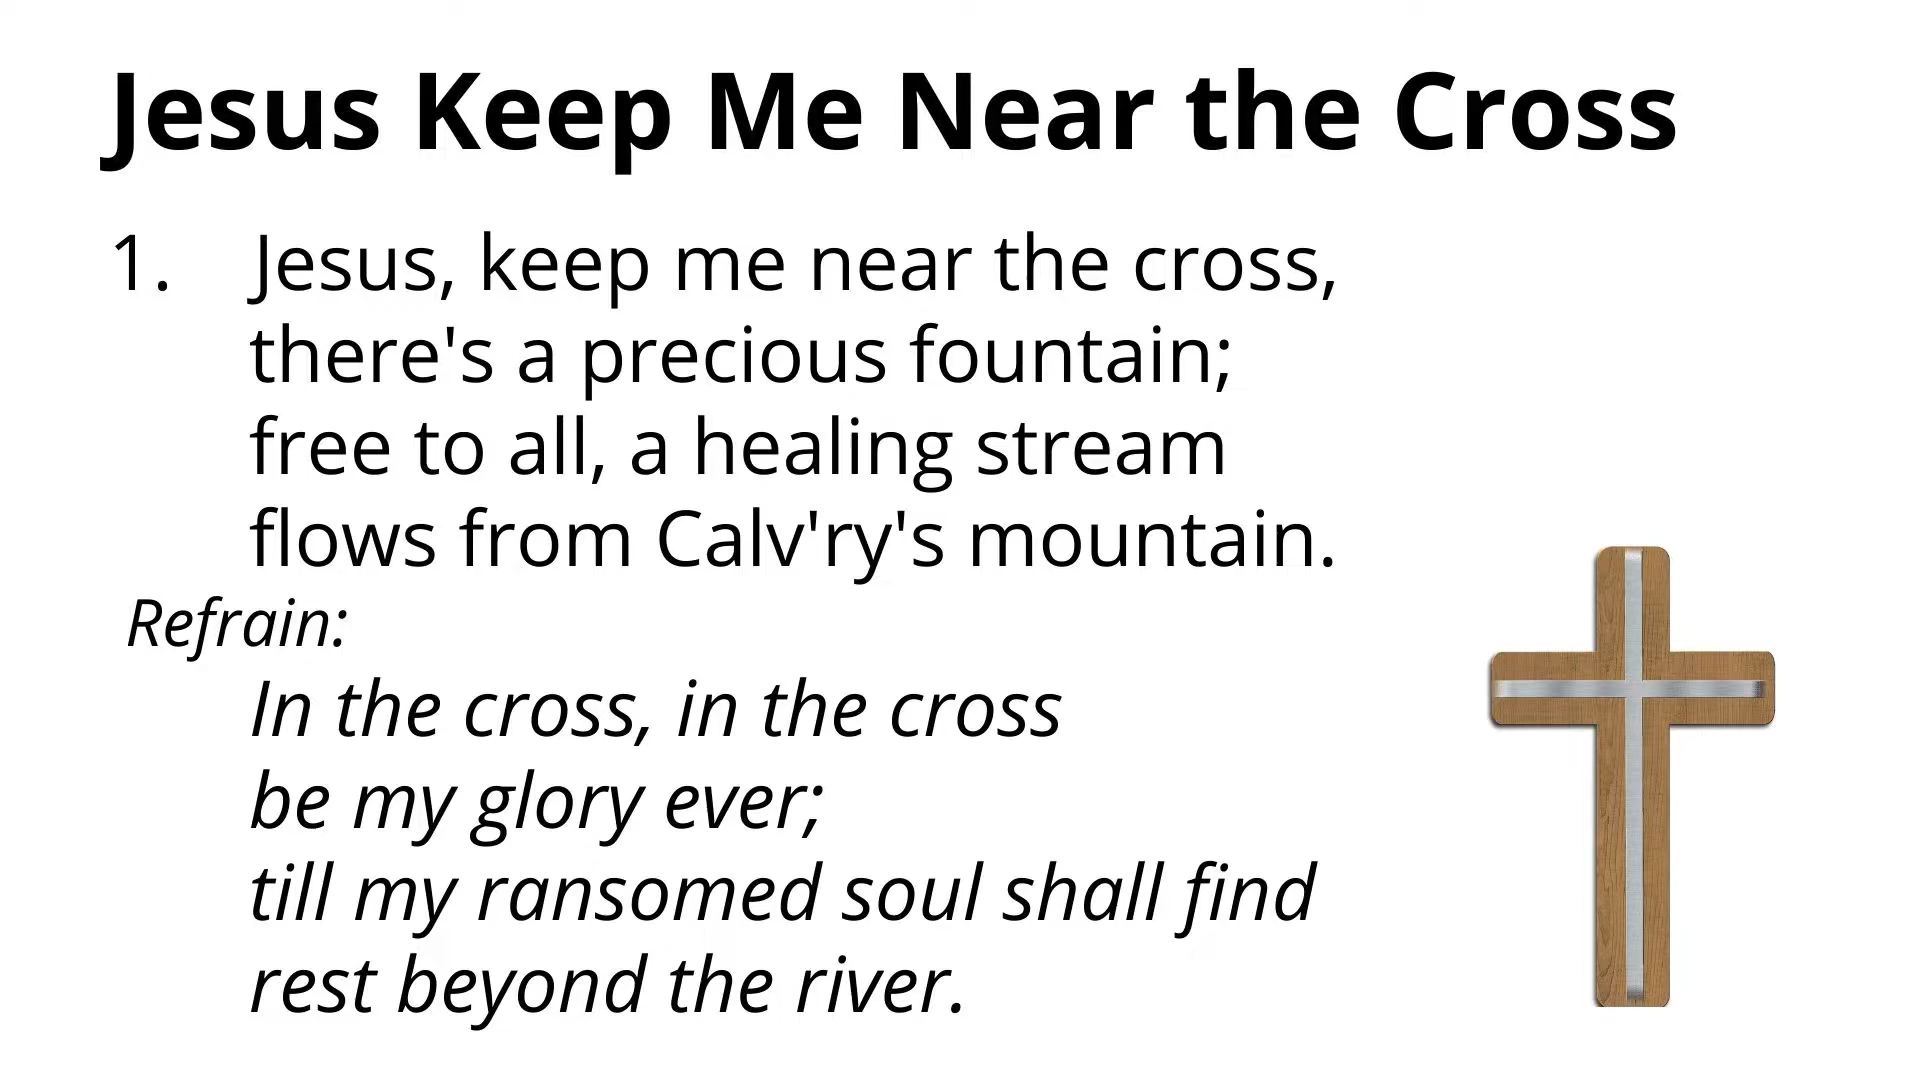 Jesus Keep Me Near the Cross
1. Jesus, keep me near the cross,
there's a precious fountain;
free to all, a healing stream
flows from Calv'ry's mountain.
Refrain:
In the cross, in the cross
be my glory ever;
till my ransomed soul shall find
rest beyond the river.